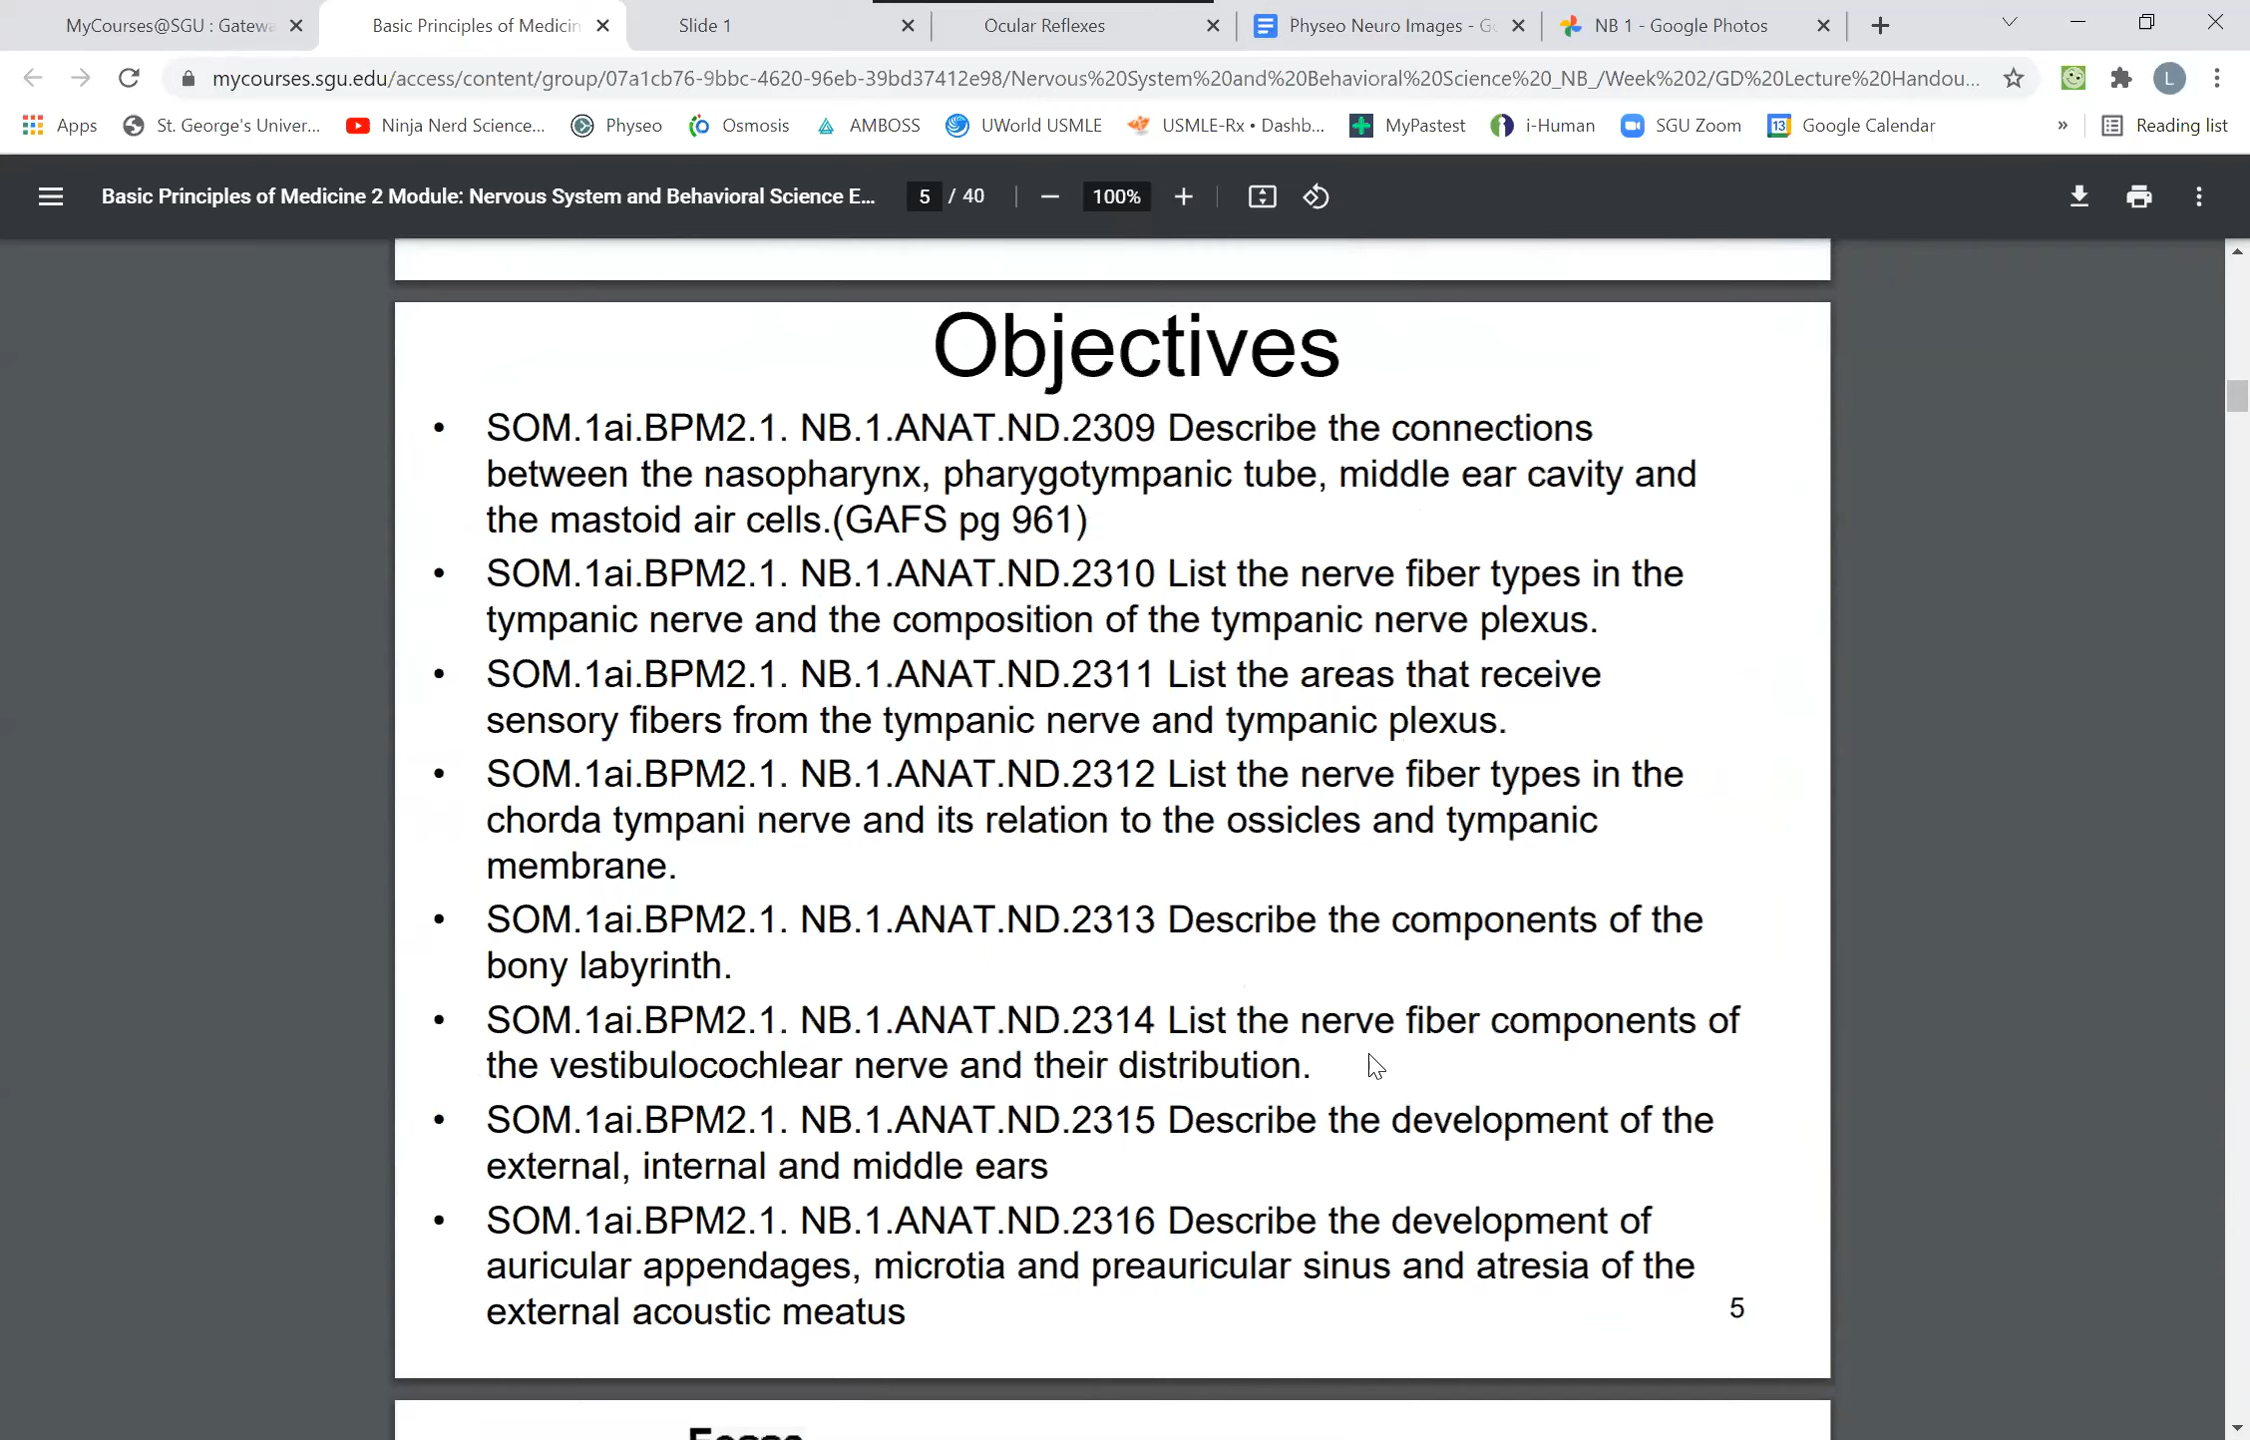 MyCourses@SGU : Gatewa
Basic Principles of Medicin
Slide 1
Ocular Reflexes
Physeo Neuro Images - G
NB 1 - Google Photos
mycourses.sgu.edu/access/content/group/07a1cb76-9bbc-4620-96eb-39bd37412e98/Nervous%20System%20and%20Behavioral%20Science%20_NB_/Week%202/GD%20Lecture%20Handou...
L
Apps
St. George's Univer...
Ninja Nerd Science...
Physeo
Osmosis
AMBOSS
UWorld USMLE
USMLE-Rx • Dashb...
MyPastest
i-Human
SGU Zoom
13
Google Calendar
»
Reading list
Basic Principles of Medicine 2 Module: Nervous System and Behavioral Science E...
5 / 40
100%
Objectives
• SOM.1ai.BPM2.1. NB.1.ANAT.ND.2309 Describe the connections
between the nasopharynx, pharygotympanic tube, middle ear cavity and
the mastoid air cells.(GAFS pg 961)
• SOM.1ai.BPM2.1. NB.1.ANAT.ND.2310 List the nerve fiber types in the
tympanic nerve and the composition of the tympanic nerve plexus.
• SOM.1ai.BPM2.1. NB.1.ANAT.ND.2311 List the areas that receive
sensory fibers from the tympanic nerve and tympanic plexus.
• SOM.1ai.BPM2.1. NB.1.ANAT.ND.2312 List the nerve fiber types in the
chorda tympani nerve and its relation to the ossicles and tympanic
membrane.
• SOM.1ai.BPM2.1. NB.1.ANAT.ND.2313 Describe the components of the
bony labyrinth.
• SOM.1ai.BPM2.1. NB.1.ANAT.ND.2314 List the nerve fiber components of
the vestibulocochlear nerve and their distribution.
• SOM.1ai.BPM2.1. NB.1.ANAT.ND.2315 Describe the development of the
external, internal and middle ears
• SOM.1ai.BPM2.1. NB.1.ANAT.ND.2316 Describe the development of
auricular appendages, microtia and preauricular sinus and atresia of the
external acoustic meatus
5